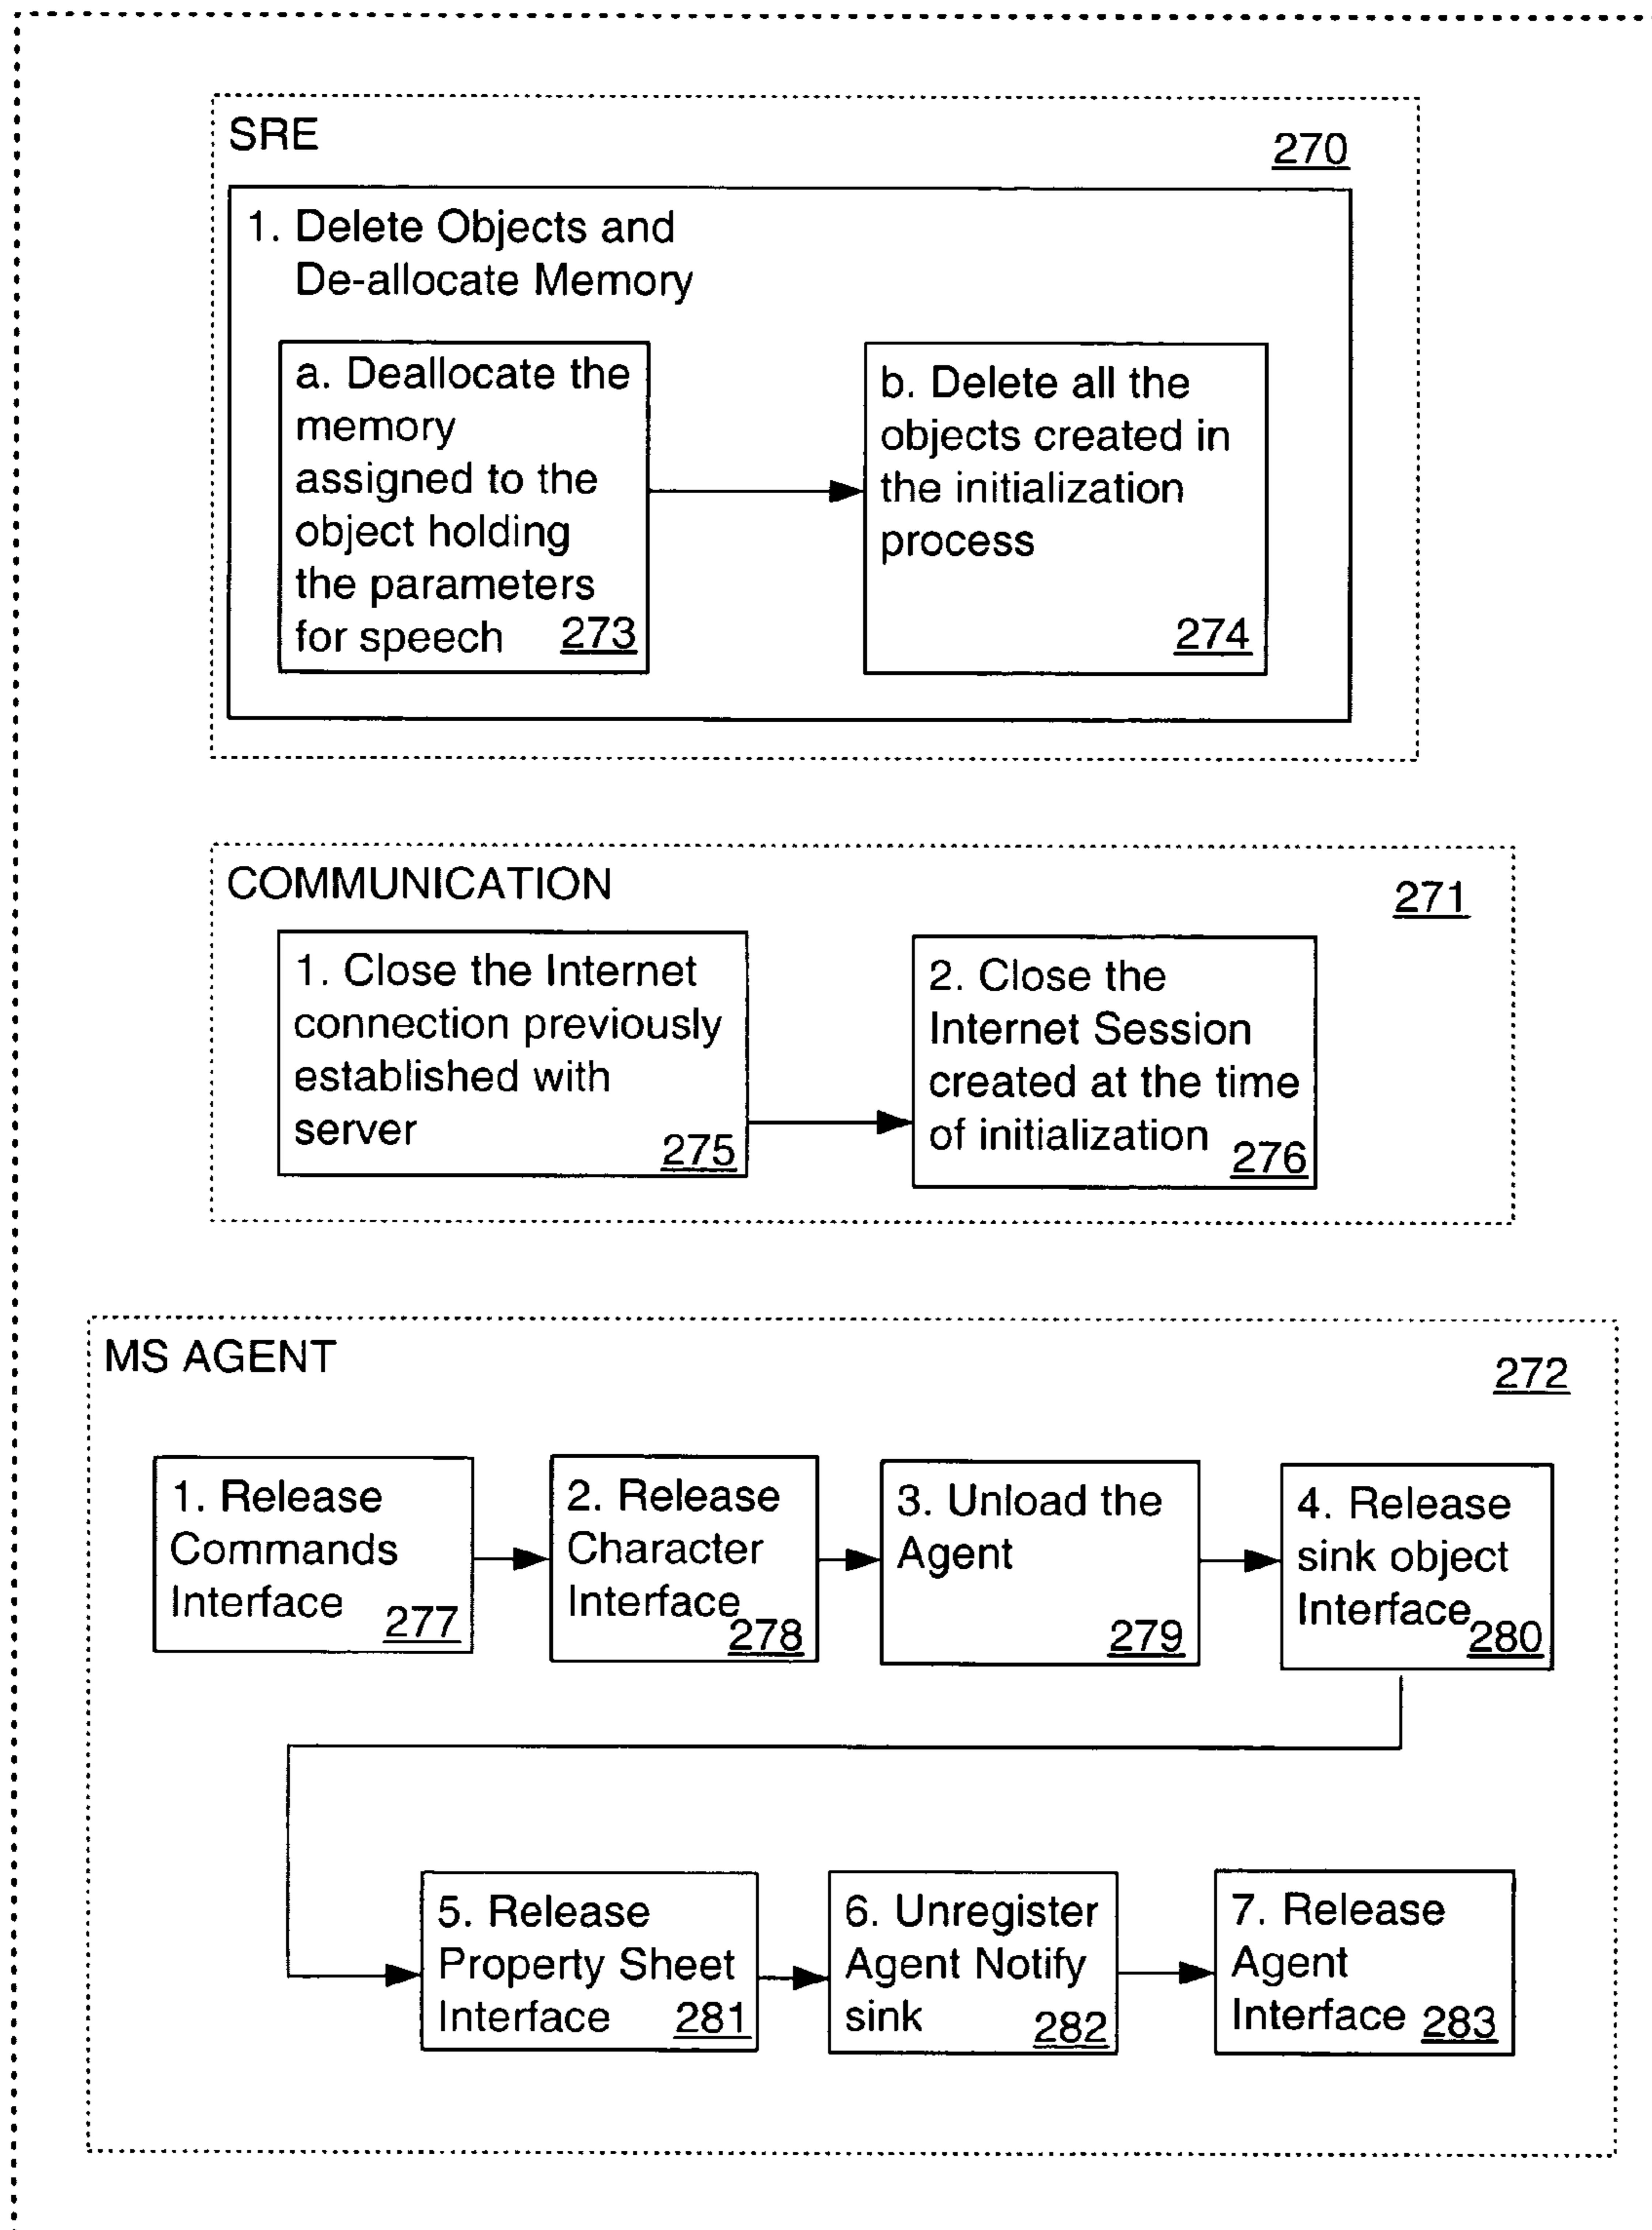 SRE
270
1. Delete Objects and
De-allocate Memory
a. Deallocate the
memory
assigned to the
object holding
the parameters
for speech 273
b. Delete all the
objects created in
the initialization
process
274
COMMUNICATION
271
1. Close the Internet
connection previously
established with
server 275
2. Close the
Internet Session
created at the time
of initialization 276
MS AGENT
272
1. Release
Commands
Interface 277
2. Release
Character
Interface 278
3. Unload the
Agent
279
4. Release
sink object
Interface 280
5. Release
Property Sheet
Interface 281
6. Unregister
Agent Notify
sink 282
7. Release
Agent
Interface 283